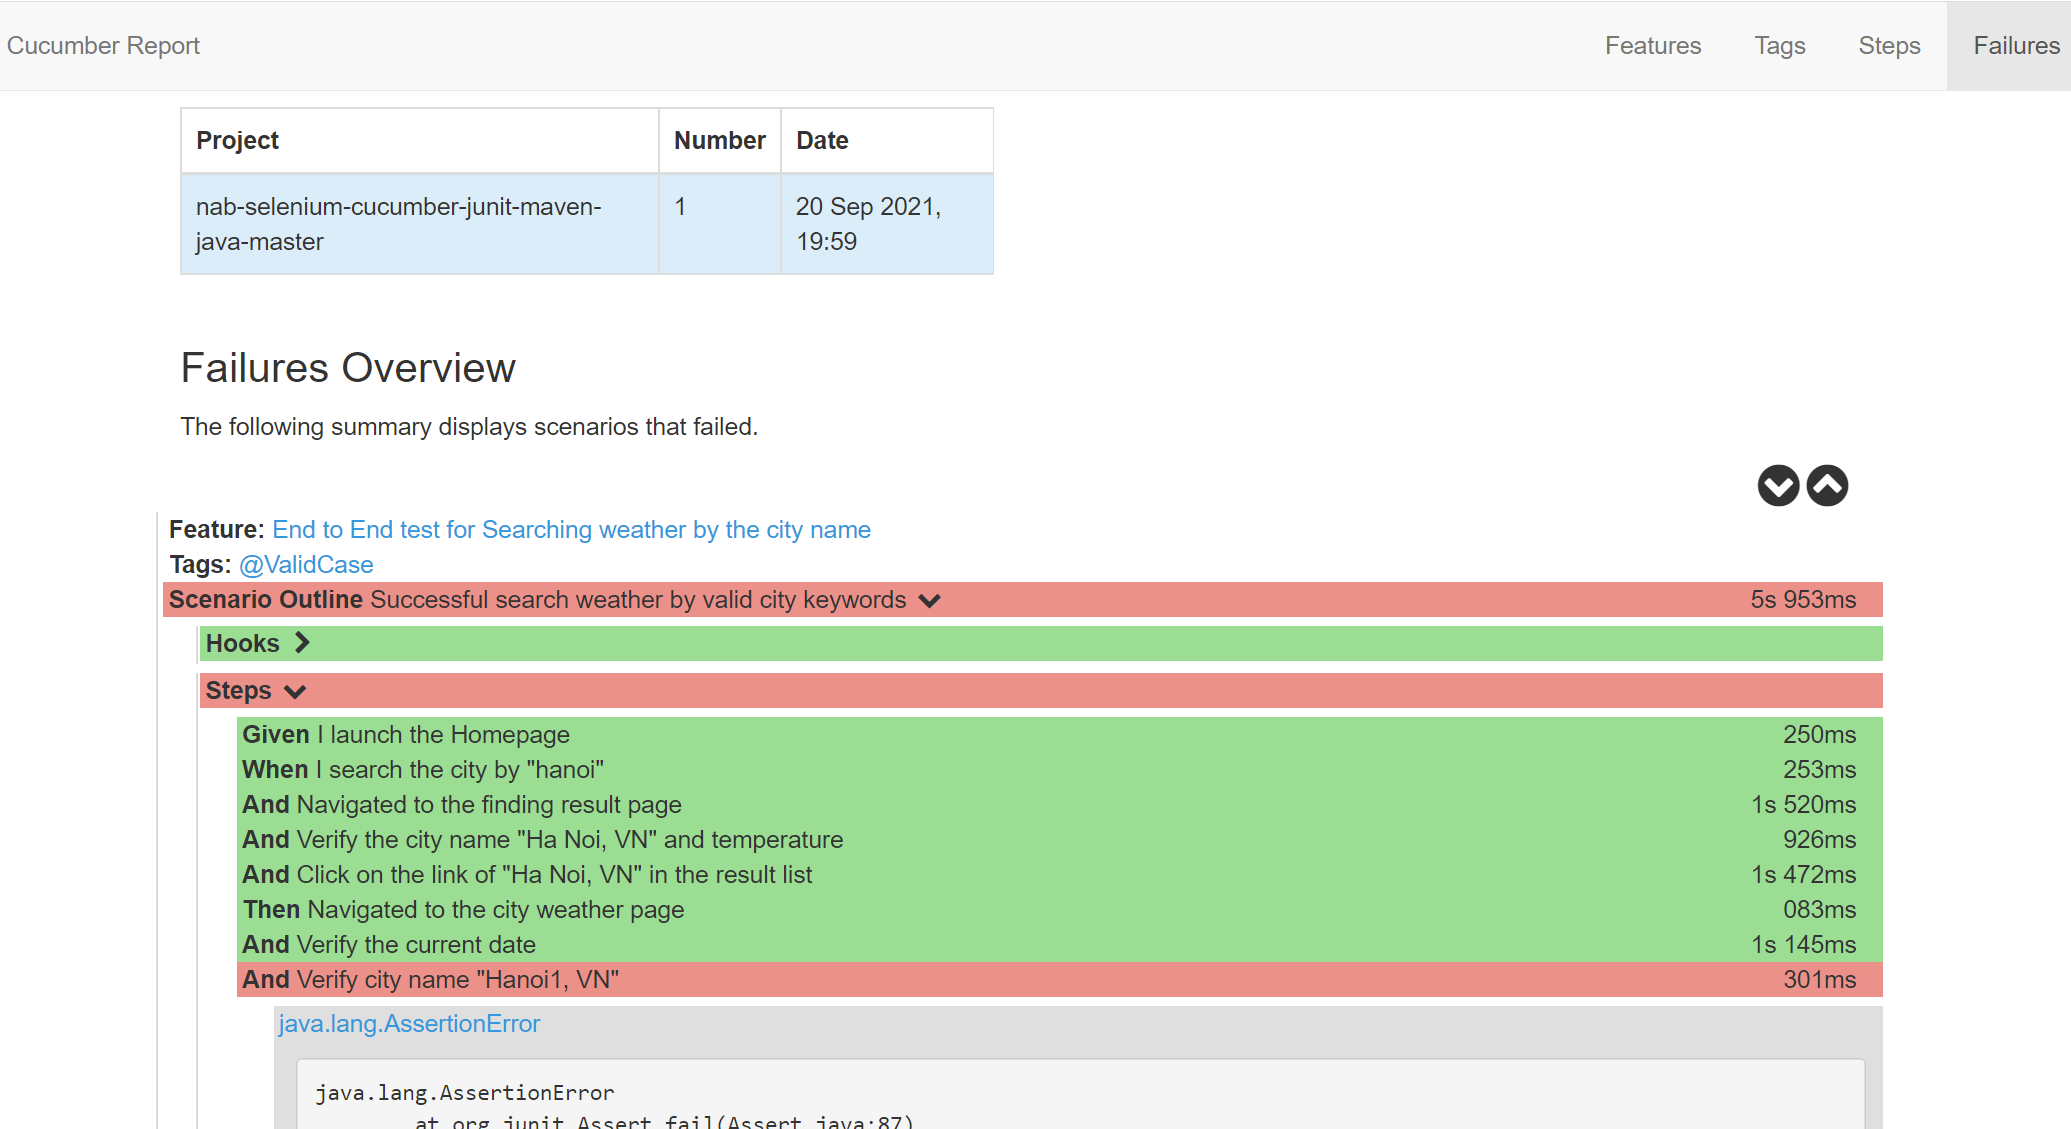 Cucumber Report
Features
Tags
Steps
Failures
Project
Number
Date
nab-selenium-cucumber-junit-maven-
java-master
1
20 Sep 2021,
19:59
Failures Overview
The following summary displays scenarios that failed.
Feature: End to End test for Searching weather by the city name
Tags: @ValidCase
Scenario Outline Successful search weather by valid city keywords 5s 953ms
Hooks
Steps
Given I launch the Homepage 250ms
When I search the city by "hanoi" 253ms
And Navigated to the finding result page 1s 520ms
And Verify the city name "Ha Noi, VN" and temperature 926ms
And Click on the link of "Ha Noi, VN" in the result list 1s 472ms
Then Navigated to the city weather page 083ms
And Verify the current date 1s 145ms
And Verify city name "Hanoi1, VN" 301ms
java.lang.AssertionError
java.lang.AssertionError
at org.junit.Assert.fail(Assert.java:87)